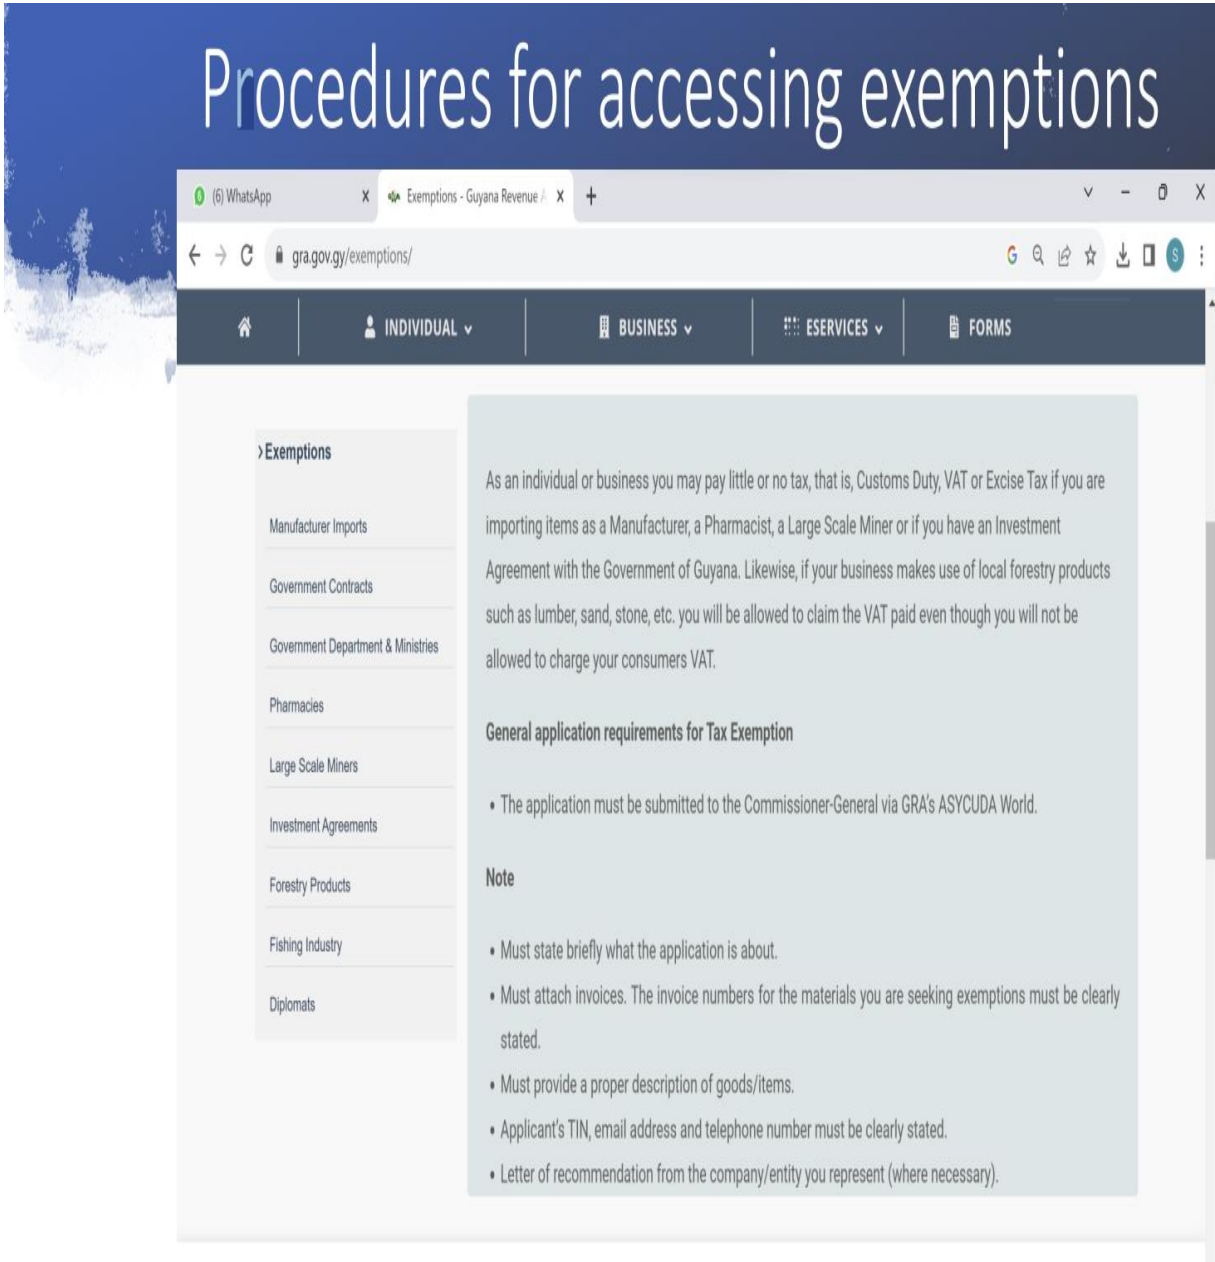 Procedures for accessing exemptions
(6) WhatsApp
Exemptions - Guyana Revenue
gra.gov.gy/exemptions/
INDIVIDUAL
BUSINESS
ESERVICES
FORMS
Exemptions
Manufacturer Imports
Government Contracts
Government Department & Ministries
Pharmacies
Large Scale Miners
Investment Agreements
Forestry Products
Fishing Industry
Diplomats
As an individual or business you may pay little or no tax, that is, Customs Duty, VAT or Excise Tax if you are
importing items as a Manufacturer, a Pharmacist, a Large Scale Miner or if you have an Investment
Agreement with the Government of Guyana. Likewise, if your business makes use of local forestry products
such as lumber, sand, stone, etc. you will be allowed to claim the VAT paid even though you will not be
allowed to charge your consumers VAT.
General application requirements for Tax Exemption
• The application must be submitted to the Commissioner-General via GRA's ASYCUDA World.
Note
• Must state briefly what the application is about.
• Must attach invoices. The invoice numbers for the materials you are seeking exemptions must be clearly
stated.
• Must provide a proper description of goods/items.
• Applicant's TIN, email address and telephone number must be clearly stated.
• Letter of recommendation from the company/entity you represent (where necessary).